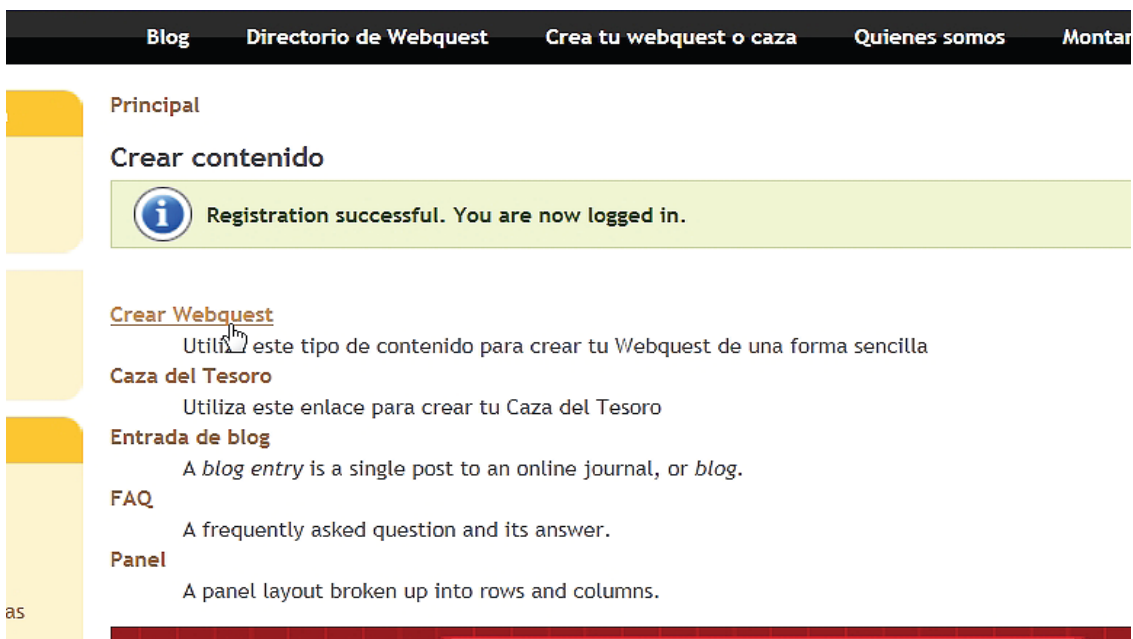 Blog Directorio de Webquest Crea tu webquest o caza Quienes somos Montar
Principal
Crear contenido
Registration successful. You are now logged in.
Crear Webquest
Utiliza este tipo de contenido para crear tu Webquest de una forma sencilla
Caza del Tesoro
Utiliza este enlace para crear tu Caza del Tesoro
Entrada de blog
A blog entry is a single post to an online journal, or blog.
FAQ
A frequently asked question and its answer.
Panel
A panel layout broken up into rows and columns.
as